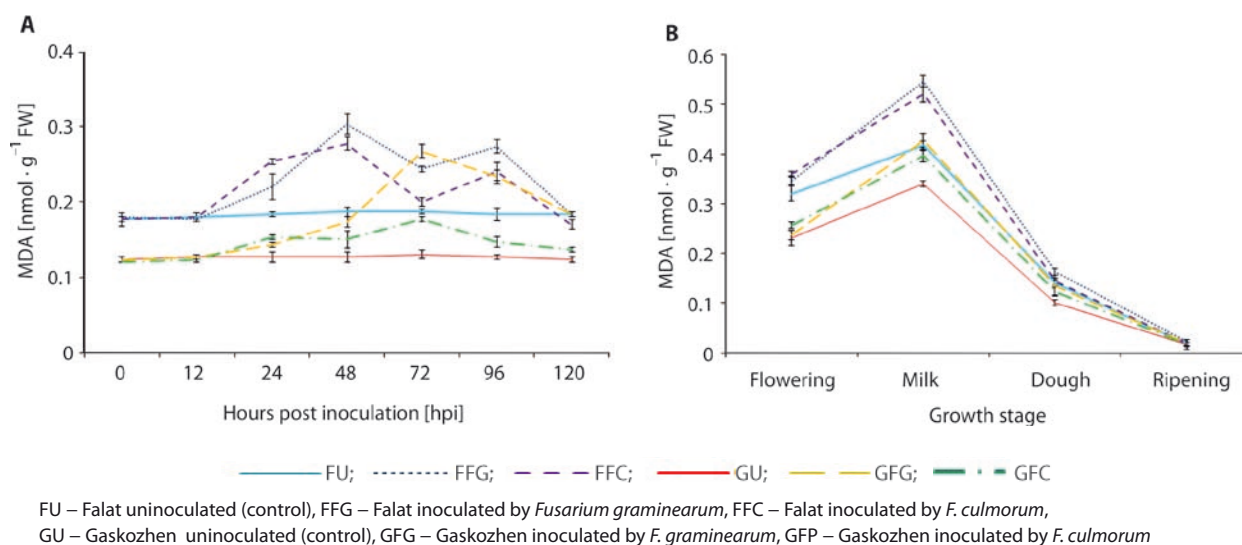 A
0.4
0.3
0.2
0.1
0
MDA [nmol · g⁻¹ FW]
0 12 24 48 72 96 120
Hours post inoculation [hpi]
B
0.6
0.5
0.4
0.3
0.2
0.1
0.0
MDA [nmol · g⁻¹ FW]
Flowering Milk Dough Ripening
Growth stage
FU; FFG; FFC; GU; GFG; GFC
FU – Falat uninoculated (control), FFG – Falat inoculated by Fusarium graminearum, FFC – Falat inoculated by F. culmorum,
GU – Gaskozhen uninoculated (control), GFG – Gaskozhen inoculated by F. graminearum, GFP – Gaskozhen inoculated by F. culmorum